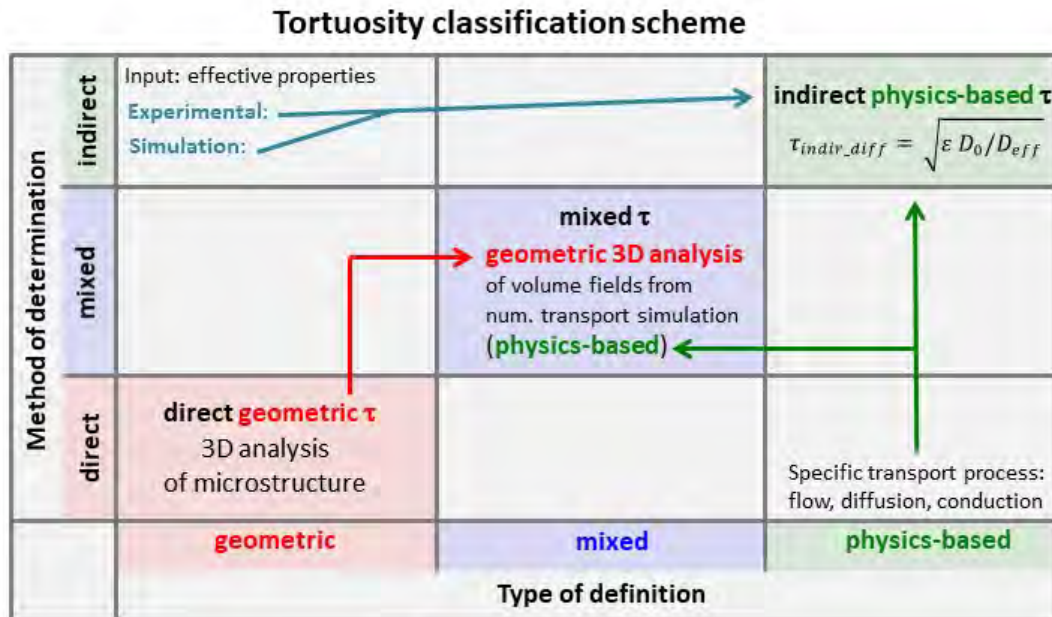 Tortuosity classification scheme
Method of determination
indirect
Input: effective properties
Experimental:
Simulation:
indirect physics-based τ
τ_indir_diff = √(ε D₀/D_eff)
mixed
mixed τ
geometric 3D analysis
of volume fields from
num. transport simulation
(physics-based)
direct
direct geometric τ
3D analysis
of microstructure
Specific transport process:
flow, diffusion, conduction
geometric
mixed
physics-based
Type of definition